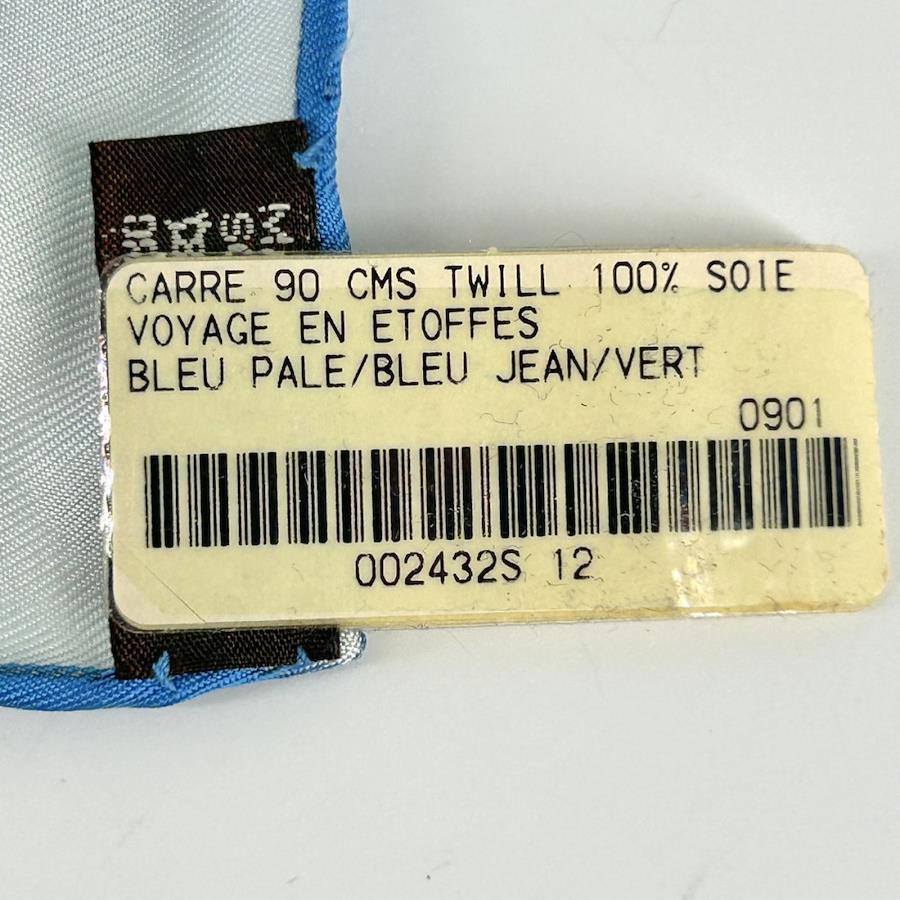 CARRE 90 CMS TWILL 100% SOIE
VOYAGE EN ETOFFES
BLEU PALE/BLEU JEAN/VERT
0901
002432S 12